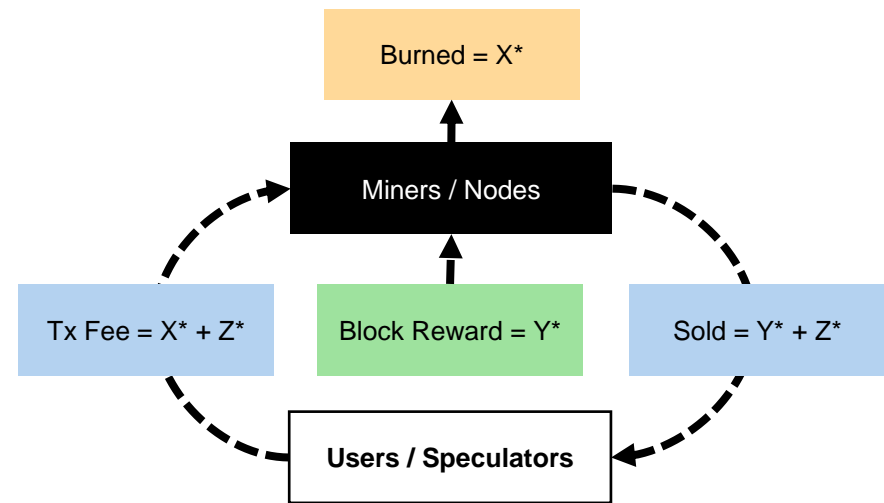 Burned = X*
Miners / Nodes
Tx Fee = X* + Z*
Block Reward = Y*
Sold = Y* + Z*
Users / Speculators